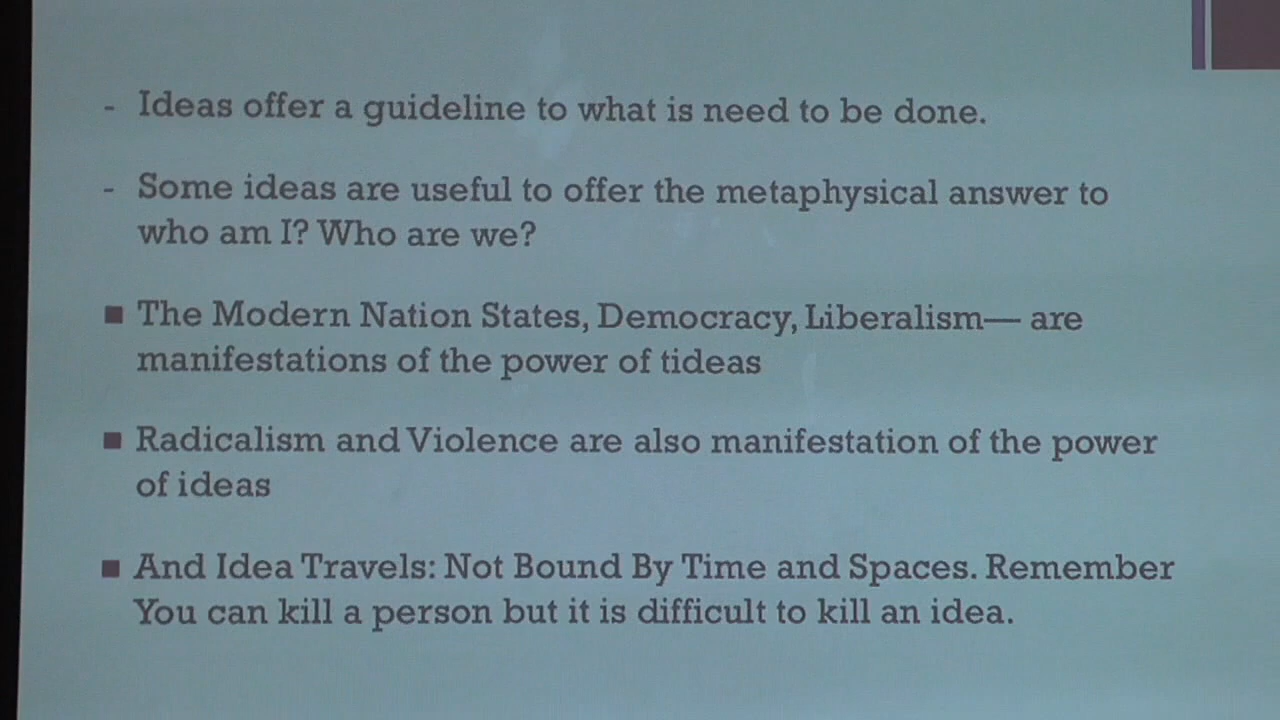 - Ideas offer a guideline to what is need to be done.
- Some ideas are useful to offer the metaphysical answer to
who am I? Who are we?
■ The Modern Nation States, Democracy, Liberalism— are
manifestations of the power of tideas
■ Radicalism and Violence are also manifestation of the power
of ideas
■ And Idea Travels: Not Bound By Time and Spaces. Remember
You can kill a person but it is difficult to kill an idea.